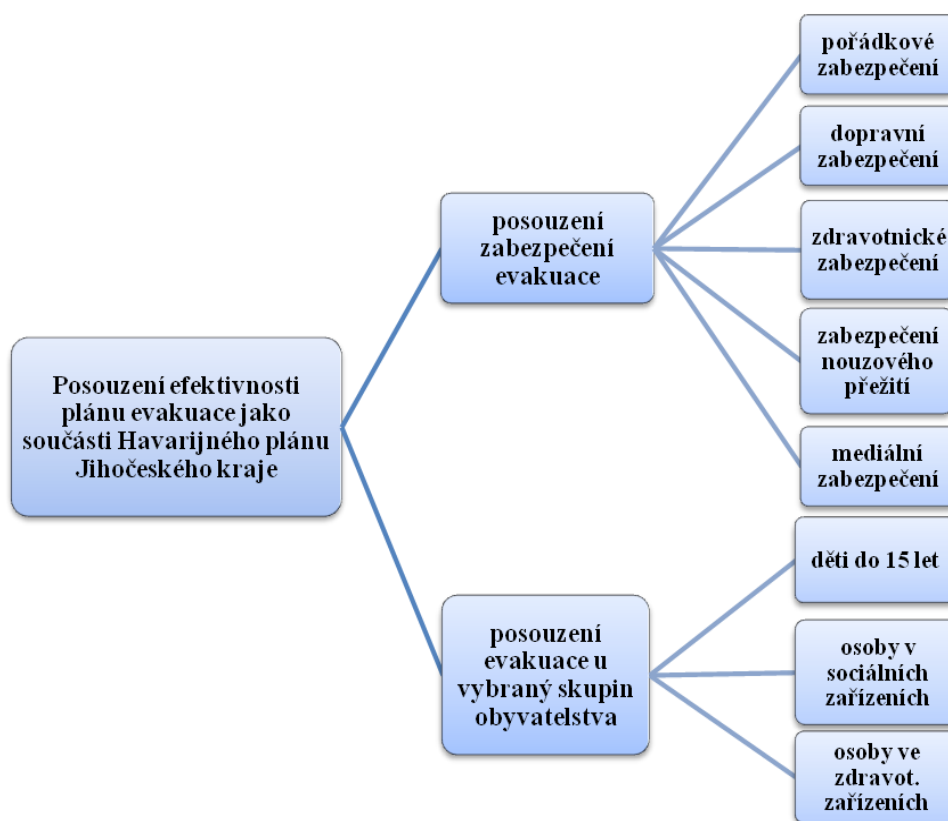 Posouzení efektivnosti
plánu evakuace jako
součásti Havarijného plánu
Jihočeského kraje
posouzení
zabezpečení
evakuace
pořádkové
zabezpečení
dopravní
zabezpečení
zdravotnické
zabezpečení
zabezpečení
nouzového
přežití
mediální
zabezpečení
posouzení
evakuace u
vybraný skupin
obyvatelstva
děti do 15 let
osoby v
sociálních
zařízeních
osoby ve
zdravot.
zařízeních